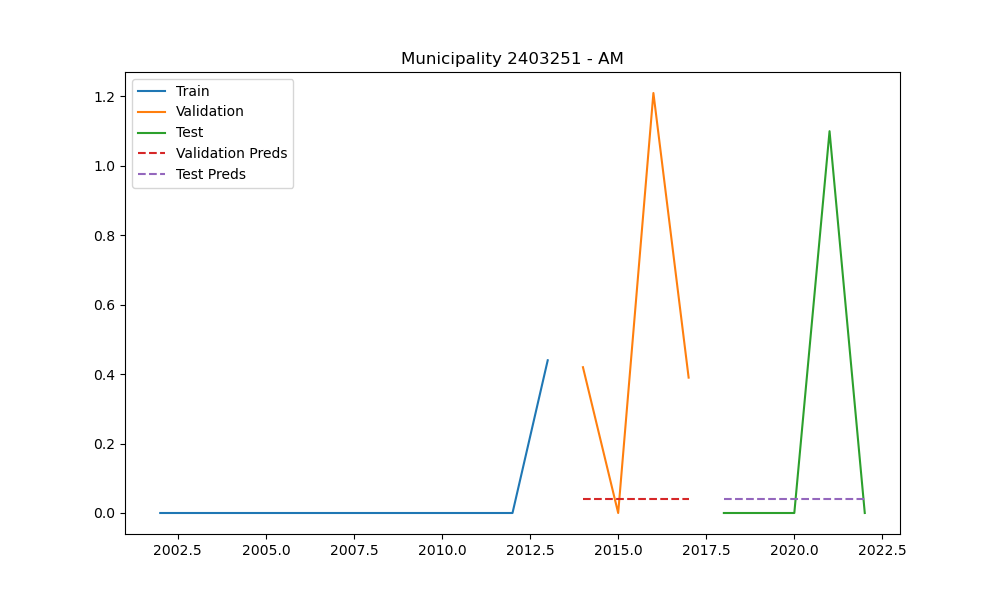 Municipality 2403251 - AM
Train
Validation
Test
Validation Preds
Test Preds
1.2
1.0
0.8
0.6
0.4
0.2
0.0
2002.5 2005.0 2007.5 2010.0 2012.5 2015.0 2017.5 2020.0 2022.5